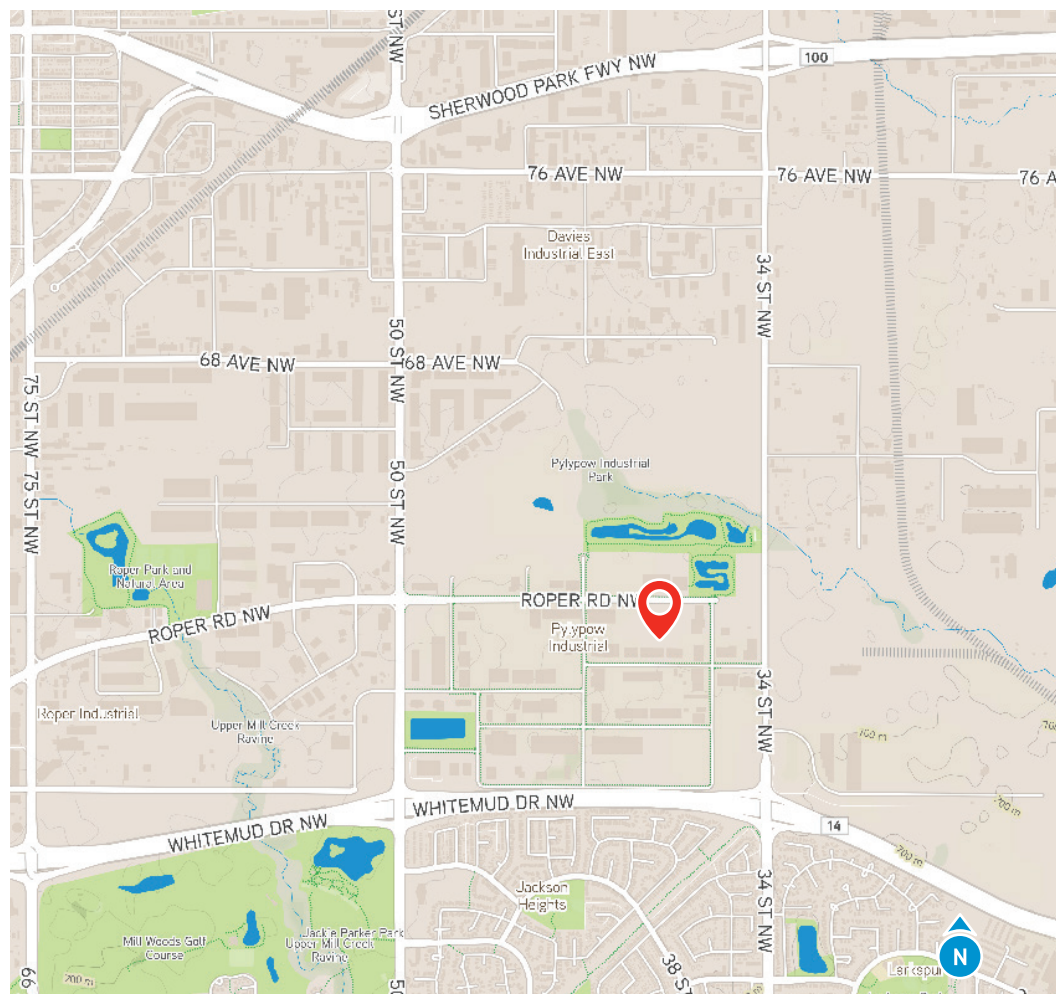 ST NW
100
SHERWOOD PARK FWY NW
76 AVE NW
76 AVE NW
76 A
Davies
Industrial East
34 ST NW
50 ST NW
68 AVE NW
68 AVE NW
75 ST NW
75 ST NW
50 ST NW
Pylypow Industrial
Park
Roper Park and
Natural Area
ROPER RD NW
ROPER RD NW
Pylypow
Industrial
34 ST NW
Roper Industrial
Upper Mill Creek
Ravine
700 m
700
700 m
WHITEMUD DR NW
WHITEMUD DR NW
14
700 m
Jackson
Heights
34 ST NW
Mill Woods Golf
Course
Jackie Parker Park
Upper Mill Creek
Ravine
700 m
66
50
38 ST
Larkspur
N